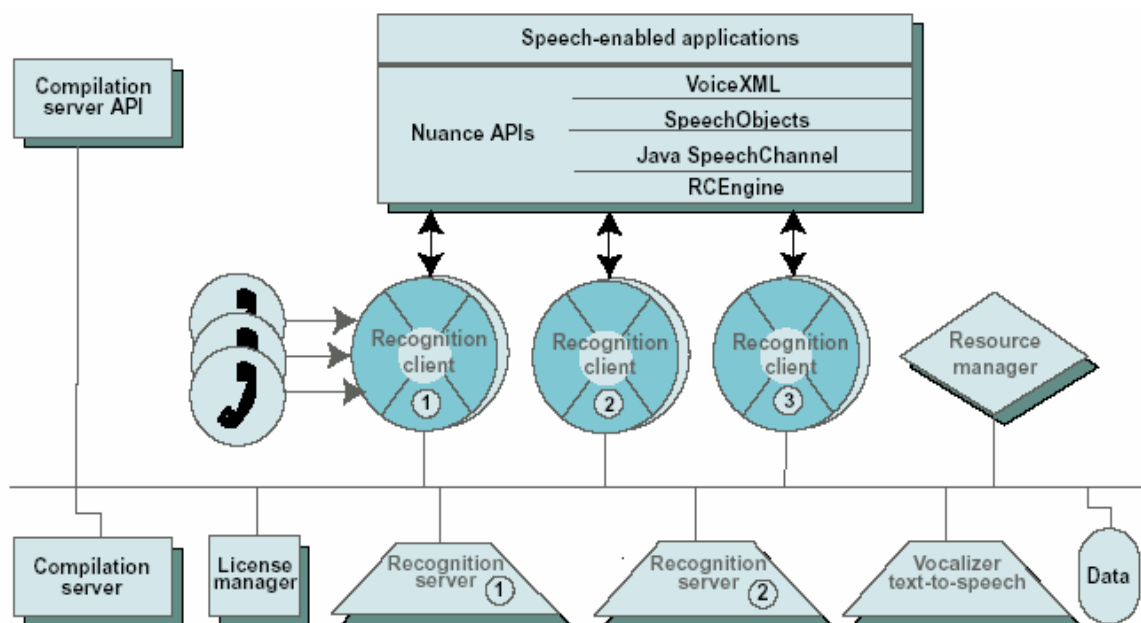 Speech-enabled applications
Compilation
server API
Nuance APIs
VoiceXML
SpeechObjects
Java SpeechChannel
RCEngine
Recognition
client
1
Recognition
client
2
Recognition
client
3
Resource
manager
Compilation
server
License
manager
Recognition
server
1
Recognition
server
2
Vocalizer
text-to-speech
Data